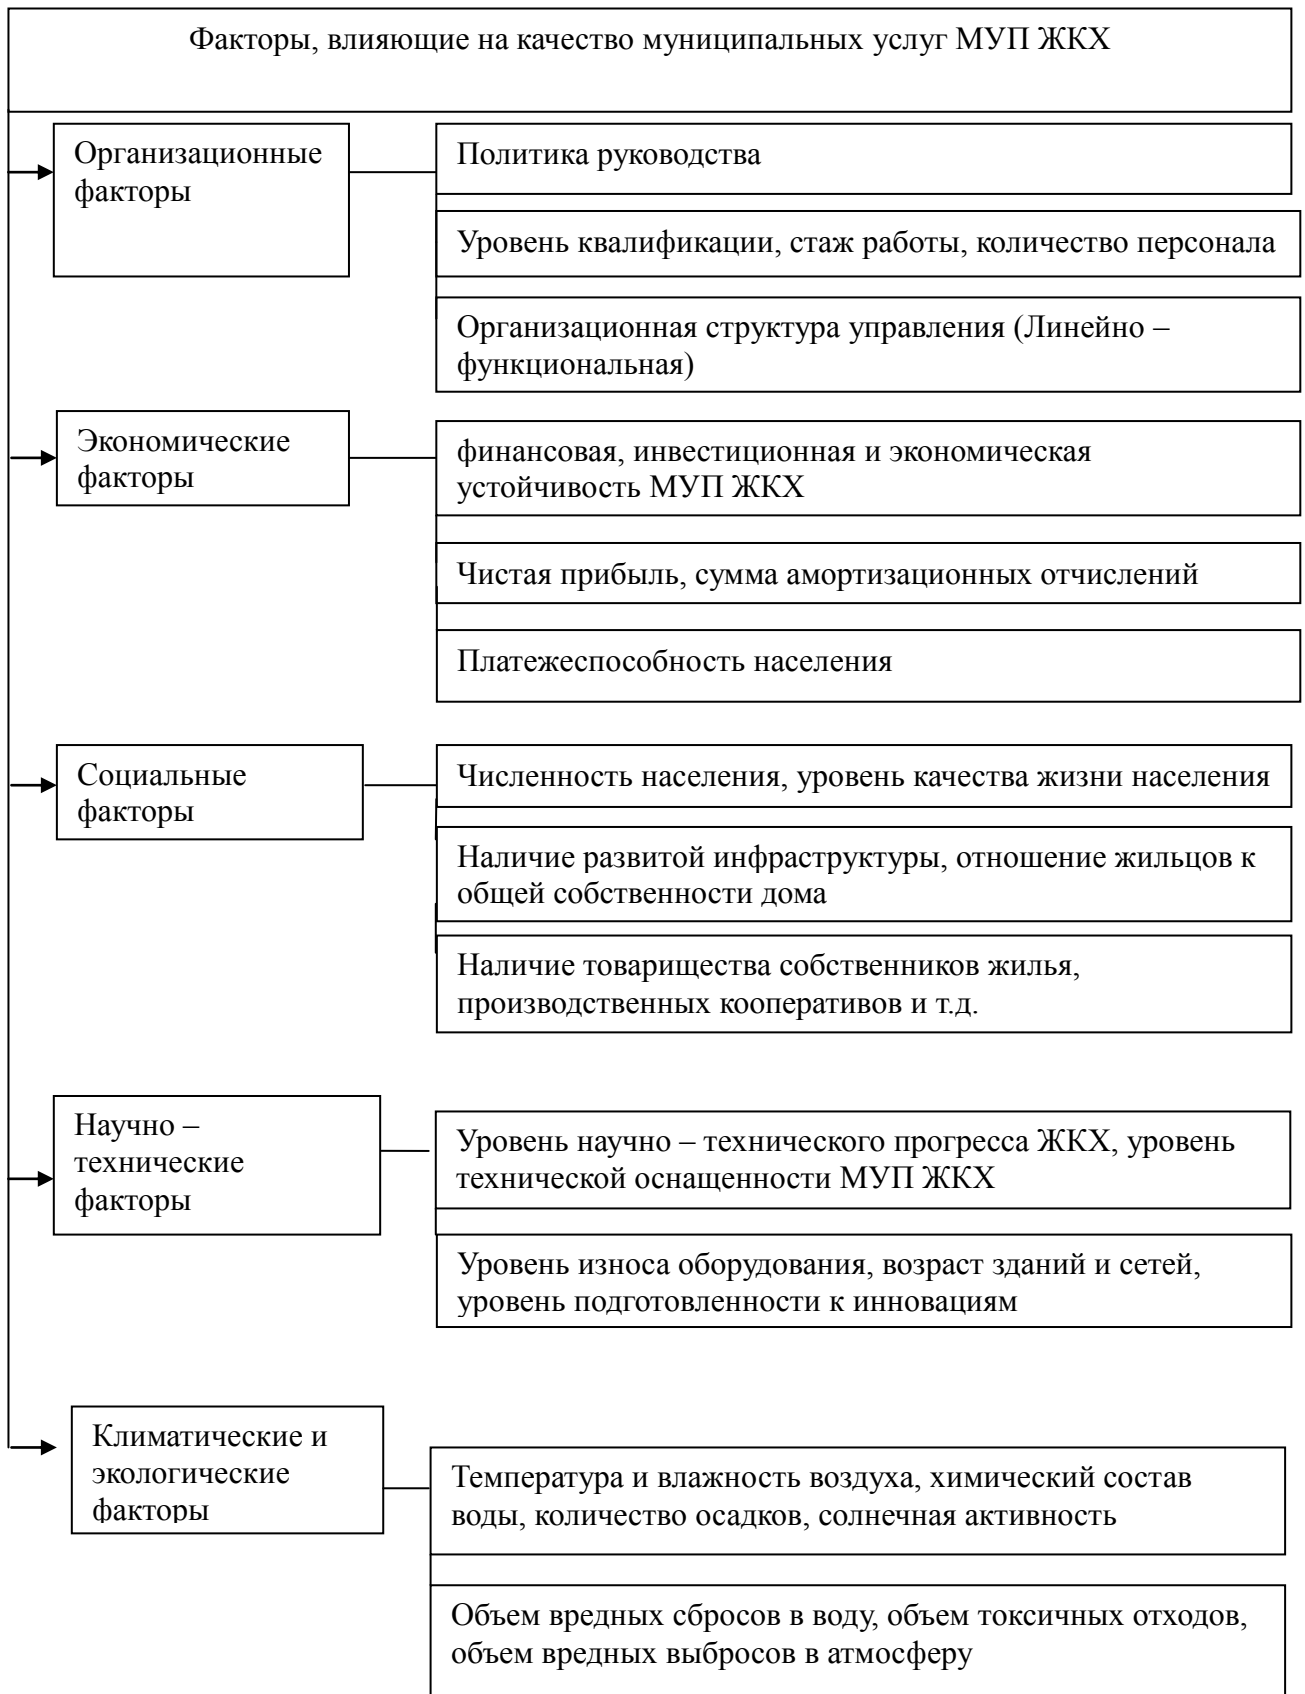 Факторы, влияющие на качество муниципальных услуг МУП ЖКХ
Организационные
факторы
Политика руководства
Уровень квалификации, стаж работы, количество персонала
Организационная структура управления (Линейно –
функциональная)
Экономические
факторы
финансовая, инвестиционная и экономическая
устойчивость МУП ЖКХ
Чистая прибыль, сумма амортизационных отчислений
Платежеспособность населения
Социальные
факторы
Численность населения, уровень качества жизни населения
Наличие развитой инфраструктуры, отношение жильцов к
общей собственности дома
Наличие товарищества собственников жилья,
производственных кооперативов и т.д.
Научно –
технические
факторы
Уровень научно – технического прогресса ЖКХ, уровень
технической оснащенности МУП ЖКХ
Уровень износа оборудования, возраст зданий и сетей,
уровень подготовленности к инновациям
Климатические и
экологические
факторы
Температура и влажность воздуха, химический состав
воды, количество осадков, солнечная активность
Объем вредных сбросов в воду, объем токсичных отходов,
объем вредных выбросов в атмосферу